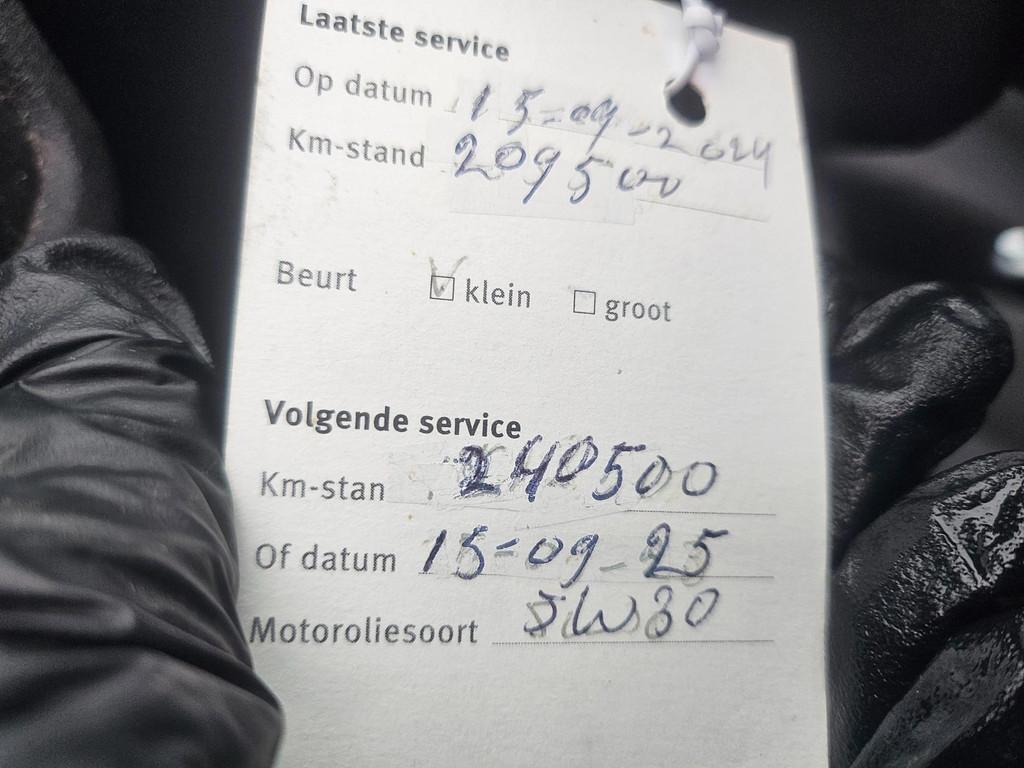 Laatste service
Op datum 15-09-2024
Km-stand 209500
Beurt klein groot
Volgende service
Km-stan 240500
Of datum 15-09-25
Motoroliesoort 5W30